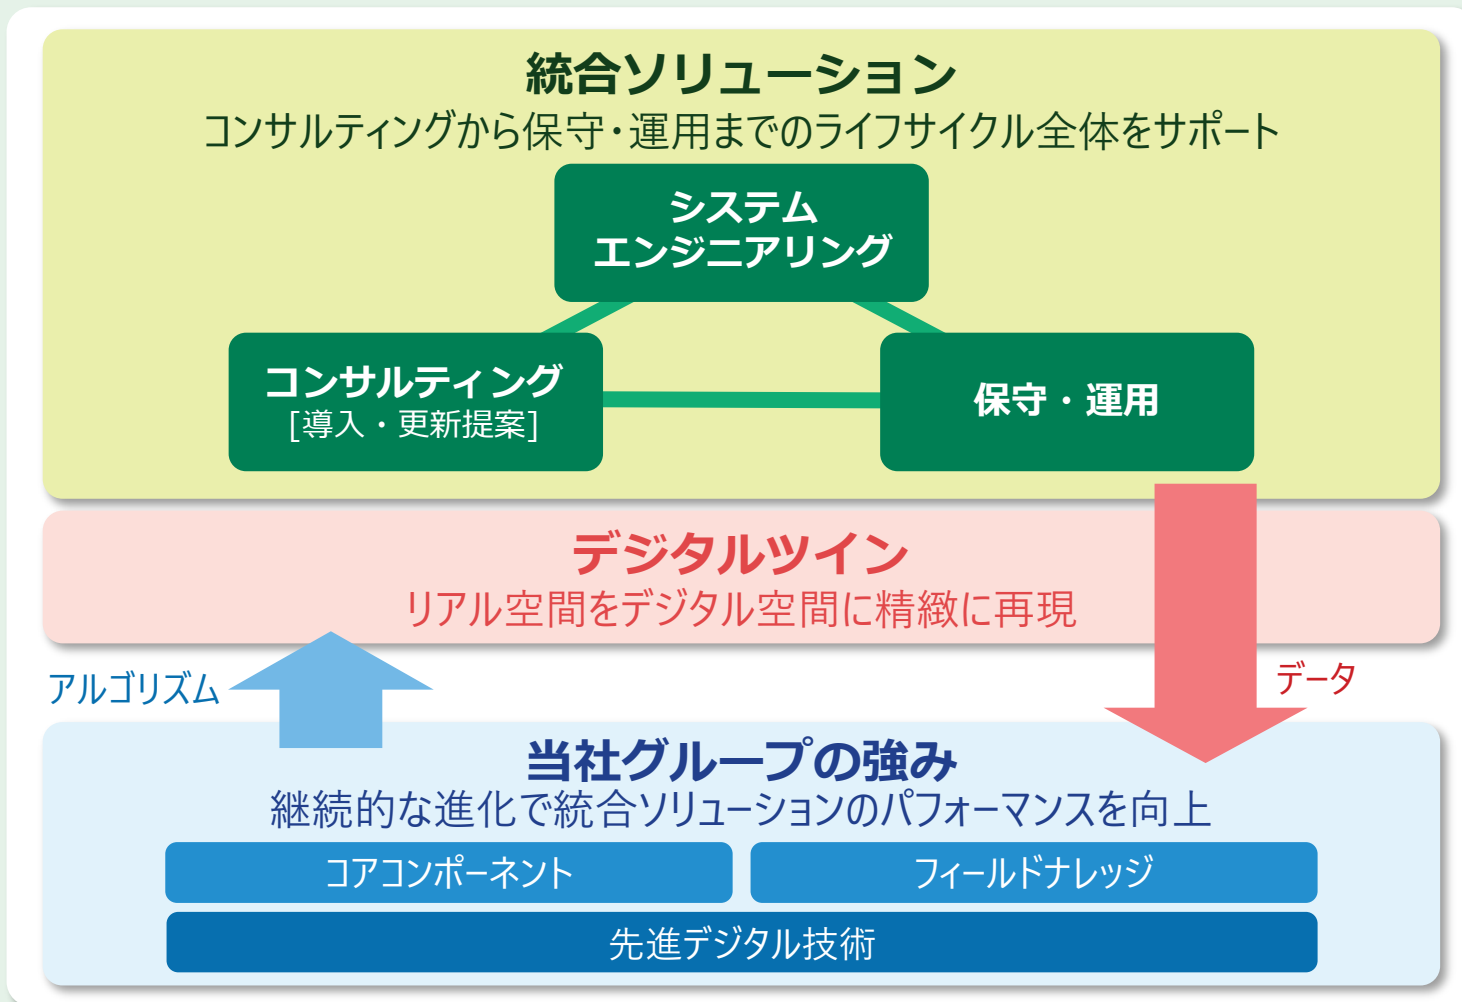 統合ソリューション
コンサルティングから保守・運用までのライフサイクル全体をサポート
システム
エンジニアリング
コンサルティング
[導入・更新提案]
保守・運用
デジタルツイン
リアル空間をデジタル空間に精緻に再現
アルゴリズム
データ
当社グループの強み
継続的な進化で統合ソリューションのパフォーマンスを向上
コアコンポーネント
フィールドナレッジ
先進デジタル技術